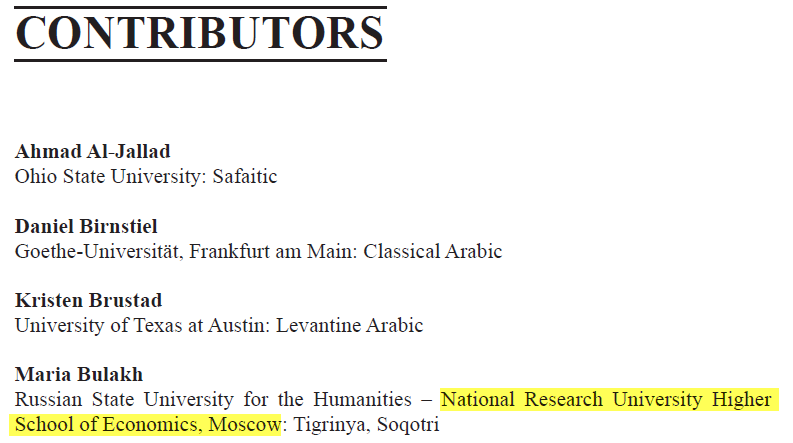 CONTRIBUTORS
Ahmad Al-Jallad
Ohio State University: Safaitic
Daniel Birnstiel
Goethe-Universität, Frankfurt am Main: Classical Arabic
Kristen Brustad
University of Texas at Austin: Levantine Arabic
Maria Bulakh
Russian State University for the Humanities – National Research University Higher
School of Economics, Moscow: Tigrinya, Soqotri